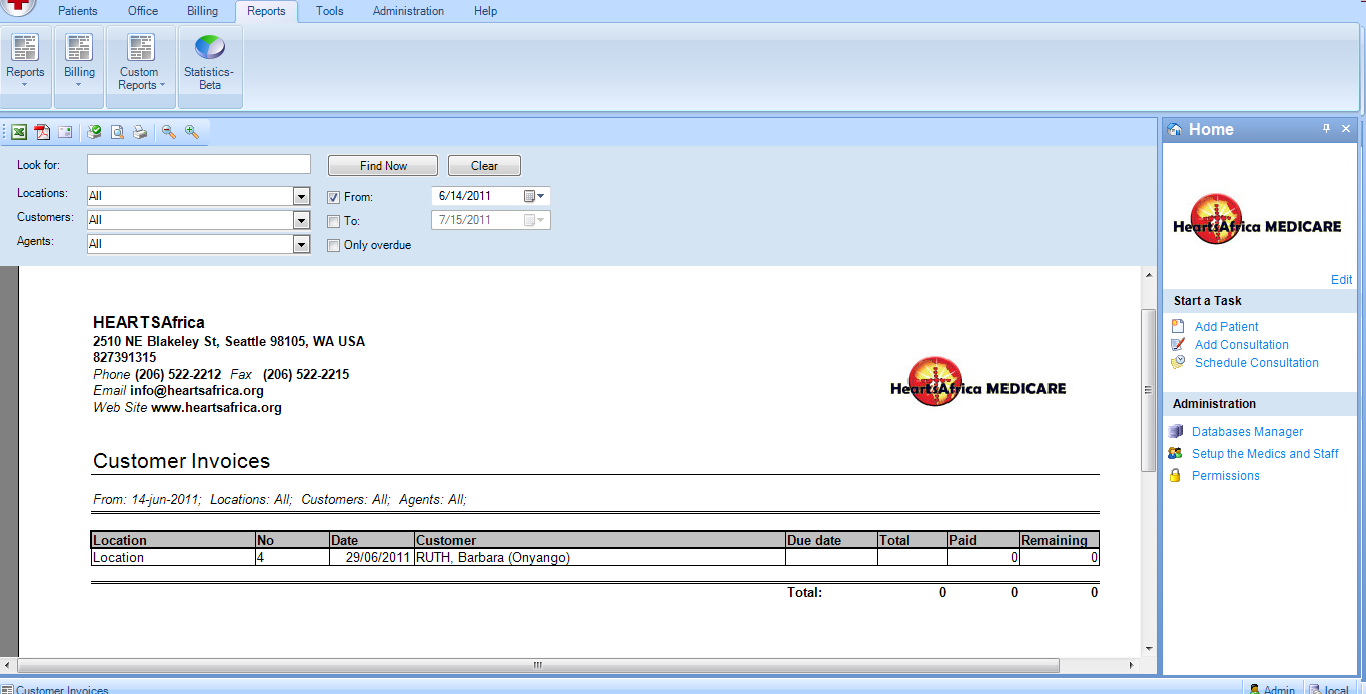 Patients Office Billing Reports Tools Administration Help
Reports Billing Custom Reports Statistics-Beta
Home
Look for: Find Now Clear
Locations: All From: 6/14/2011
Customers: All To: 7/15/2011
Agents: All Only overdue
HEARTSAfrica
2510 NE Blakeley St, Seattle 98105, WA USA
827391315
Phone (206) 522-2212 Fax (206) 522-2215
Email info@heartsafrica.org
Web Site www.heartsafrica.org
HeartsAfrica MEDICARE
Customer Invoices
From: 14-jun-2011; Locations: All; Customers: All; Agents: All;
Location No Date Customer Due date Total Paid Remaining
Location 4 29/06/2011 RUTH, Barbara (Onyango) 0 0
Total: 0 0 0
HeartsAfrica MEDICARE
Edit
Start a Task
Add Patient
Add Consultation
Schedule Consultation
Administration
Databases Manager
Setup the Medics and Staff
Permissions
Customer Invoices Admin local